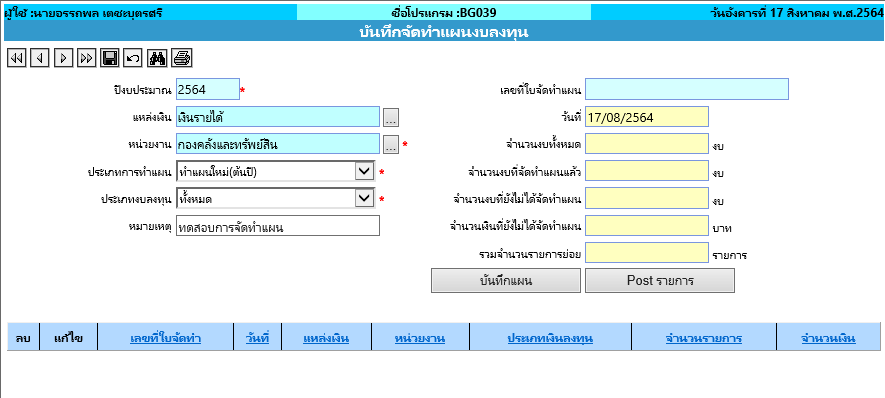 ผู้ใช้ :นายอรรถพล เตชะบุตรศรี ชื่อโปรแกรม :BG039 วันอังคารที่ 17 สิงหาคม พ.ศ.2564
บันทึกจัดทำแผนงบลงทุน
ปีงบประมาณ 2564 * เลขที่ใบจัดทำแผน
แหล่งเงิน เงินรายได้ ... วันที่ 17/08/2564
หน่วยงาน กองคลังและทรัพย์สิน ... * จำนวนงบทั้งหมด งบ
ประเภทการทำแผน ทำแผนใหม่(ต้นปี) * จำนวนงบที่จัดทำแผนแล้ว งบ
ประเภทงบลงทุน ทั้งหมด * จำนวนงบที่ยังไม่ได้จัดทำแผน งบ
หมายเหตุ ทดสอบการจัดทำแผน จำนวนเงินที่ยังไม่ได้จัดทำแผน บาท
รวมจำนวนรายการย่อย รายการ
บันทึกแผน Post รายการ
ลบ แก้ไข เลขที่ใบจัดทำ วันที่ แหล่งเงิน หน่วยงาน ประเภทเงินลงทุน จำนวนรายการ จำนวนเงิน